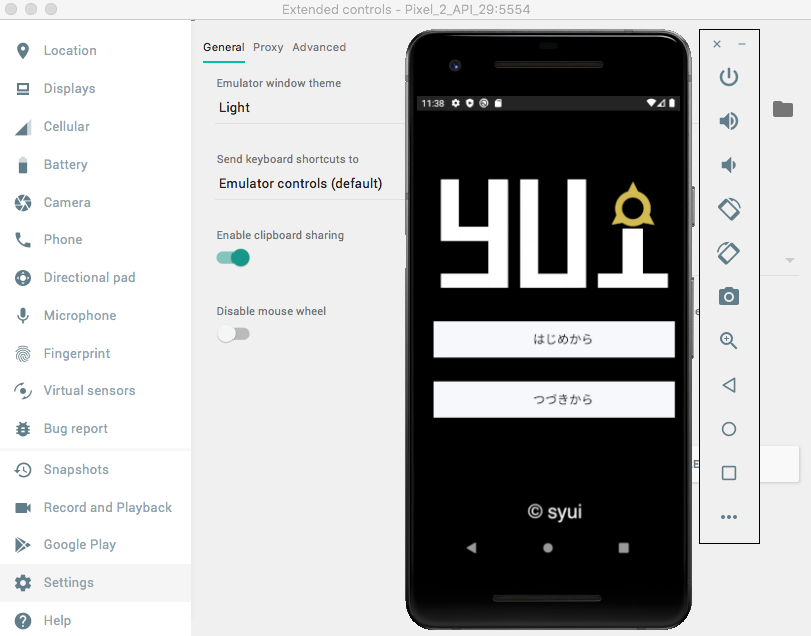 Extended controls - Pixel_2_API_29:5554
Location
Displays
Cellular
Battery
Camera
Phone
Directional pad
Microphone
Fingerprint
Virtual sensors
Bug report
Snapshots
Record and Playback
Google Play
Settings
Help
General Proxy Advanced
Emulator window theme
Light
Send keyboard shortcuts to
Emulator controls (default)
Enable clipboard sharing
Disable mouse wheel
11:38
yui
はじめから
つづきから
© syui